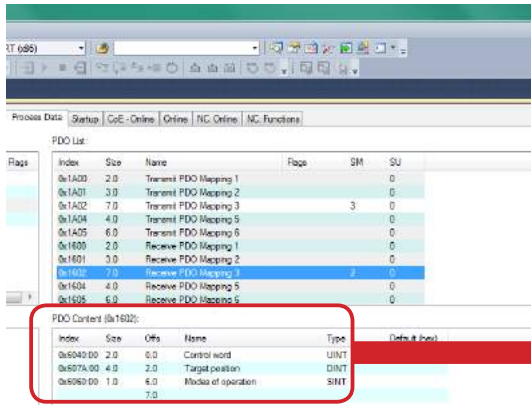 RT (x86)
Process Data Startup CoE - Online Online NC: Online NC: Functions
PDO List:
Flags Index Size Name Flags SM SU
0x1A00 2.0 Transmit PDO Mapping 1 0
0x1A01 3.0 Transmit PDO Mapping 2 0
0x1A02 7.0 Transmit PDO Mapping 3 3 0
0x1A04 4.0 Transmit PDO Mapping 5 0
0x1A05 6.0 Transmit PDO Mapping 6 0
0x1600 2.0 Receive PDO Mapping 1 0
0x1601 3.0 Receive PDO Mapping 2 0
0x1602 7.0 Receive PDO Mapping 3 2 0
0x1604 4.0 Receive PDO Mapping 5 0
0x1605 6.0 Receive PDO Mapping 6 0
PDO Content (0x1602):
Index Size Offs Name Type Default (hex)
0x6040:00 2.0 0.0 Control word UINT
0x607A:00 4.0 2.0 Target position DINT
0x6060:00 1.0 6.0 Modes of operation SINT
7.0